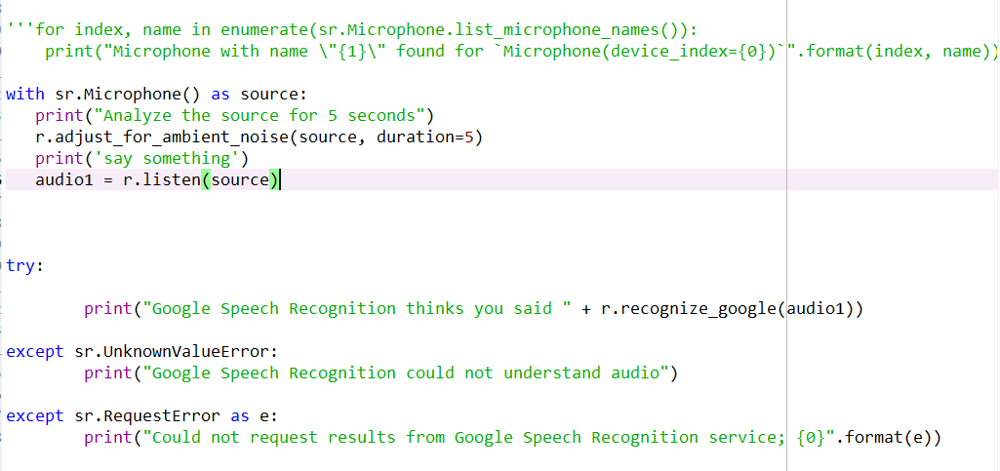 '''for index, name in enumerate(sr.Microphone.list_microphone_names()):
    print("Microphone with name \"{1}\" found for `Microphone(device_index={0})`".format(index, name))
with sr.Microphone() as source:
   print("Analyze the source for 5 seconds")
   r.adjust_for_ambient_noise(source, duration=5)
   print('say something')
   audio1 = r.listen(source)
try:
        print("Google Speech Recognition thinks you said " + r.recognize_google(audio1))
except sr.UnknownValueError:
        print("Google Speech Recognition could not understand audio")
except sr.RequestError as e:
        print("Could not request results from Google Speech Recognition service; {0}".format(e))